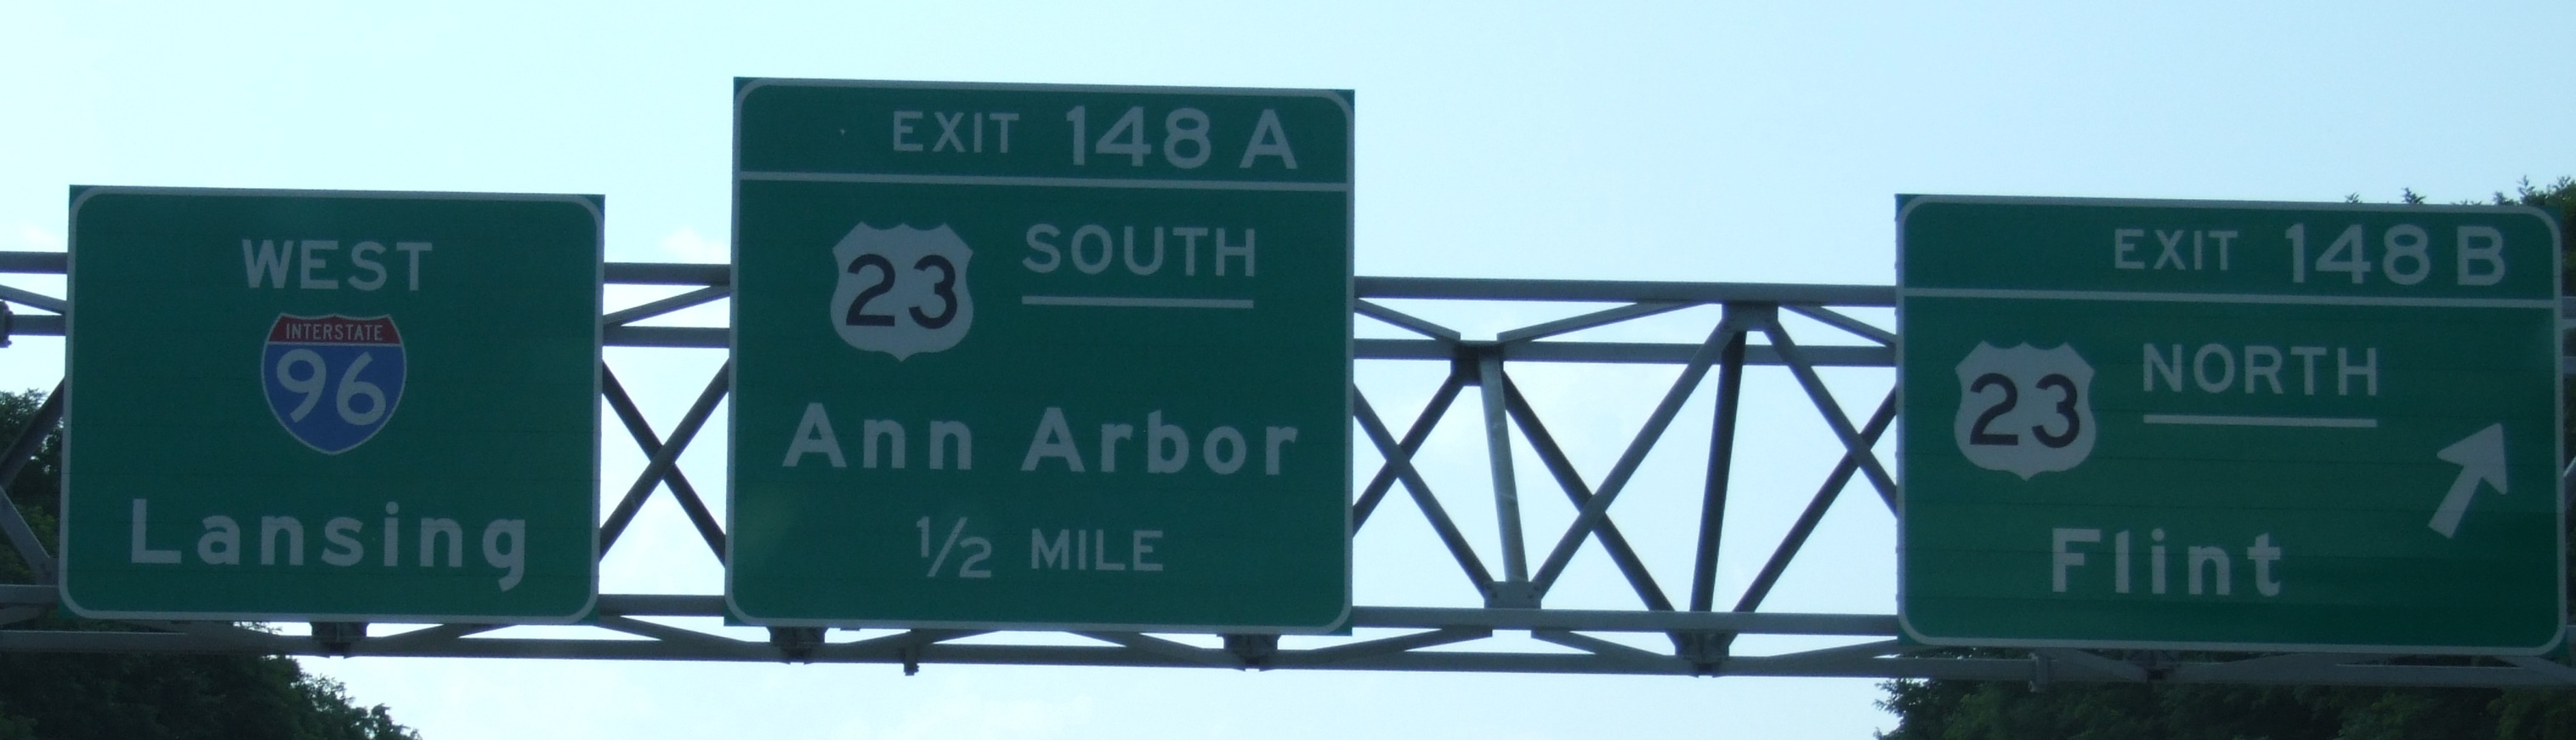 WEST
INTERSTATE
96
Lansing
EXIT 148 A
23 SOUTH
Ann Arbor
1/2 MILE
EXIT 148 B
23 NORTH
Flint